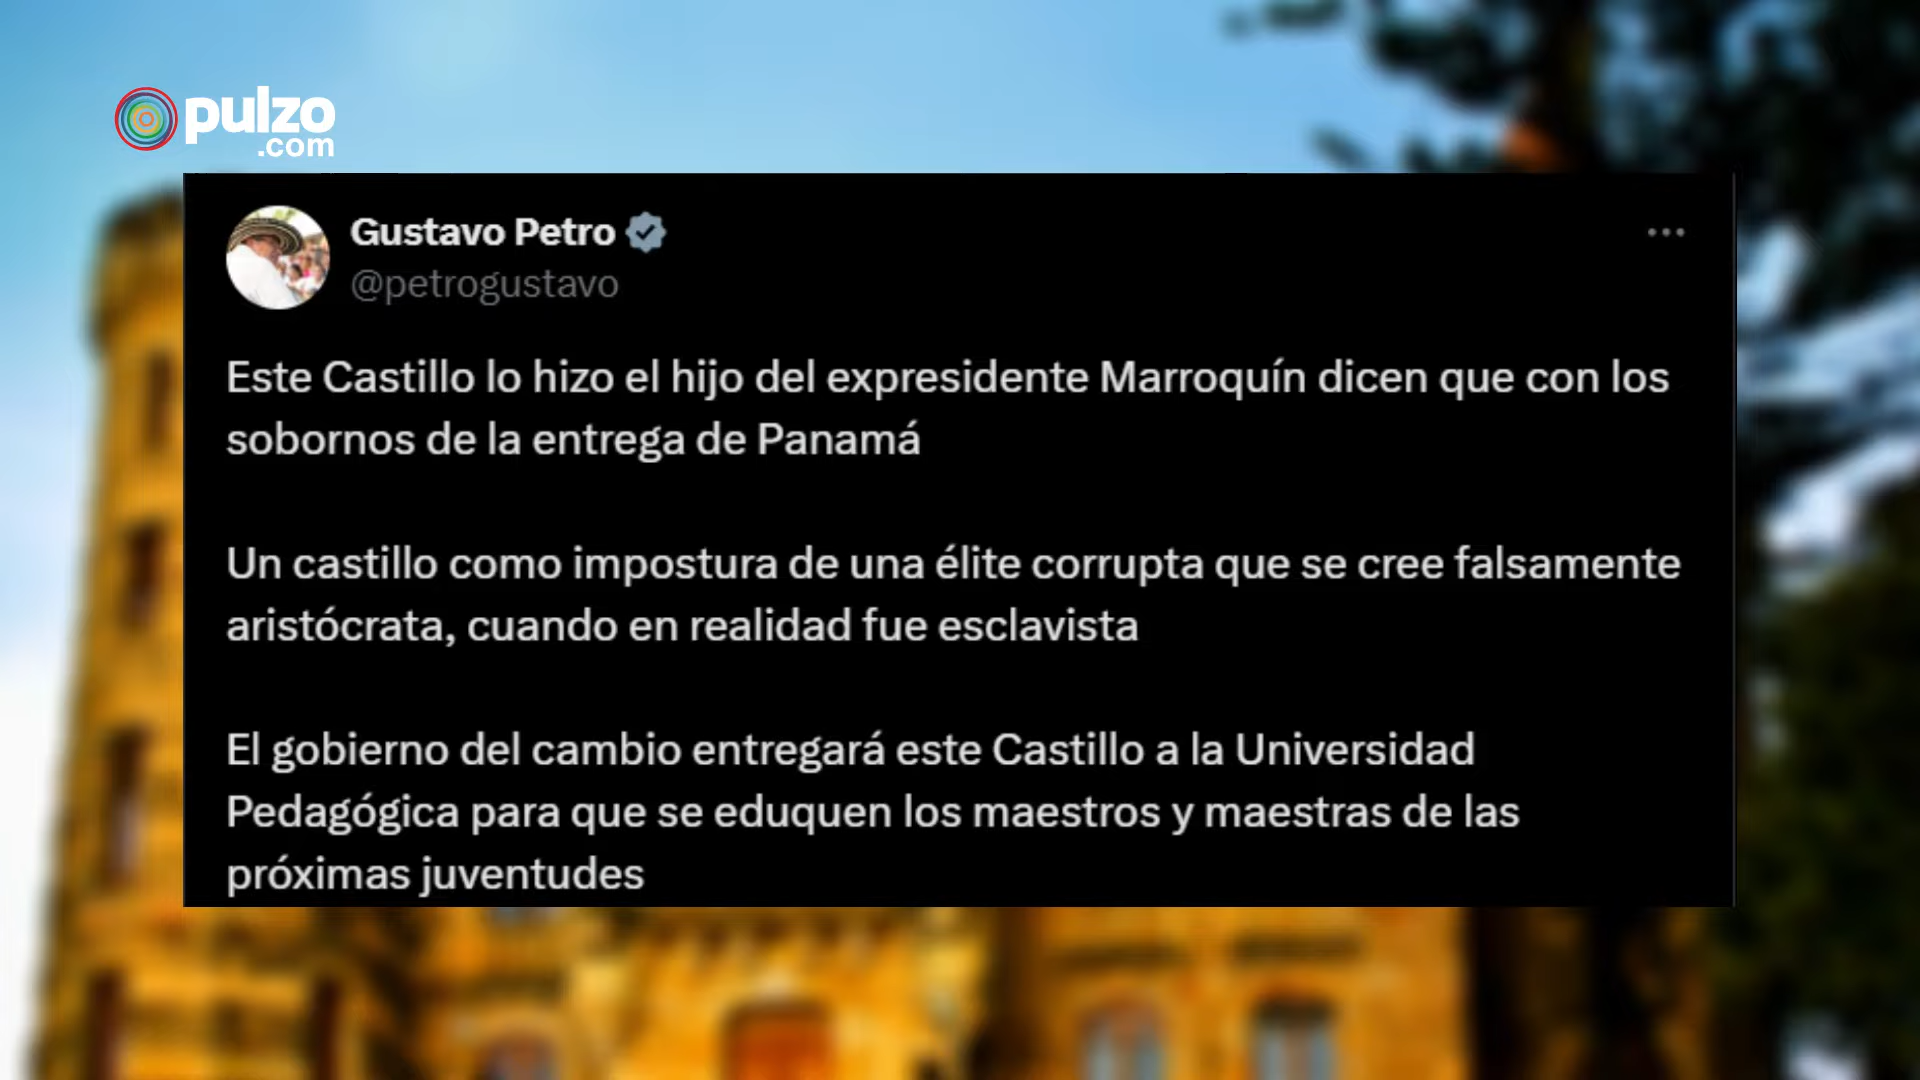 pulzo
.com
Gustavo Petro
@petrogustavo
Este Castillo lo hizo el hijo del expresidente Marroquín dicen que con los
sobornos de la entrega de Panamá
Un castillo como impostura de una élite corrupta que se cree falsamente
aristócrata, cuando en realidad fue esclavista
El gobierno del cambio entregará este Castillo a la Universidad
Pedagógica para que se eduquen los maestros y maestras de las
próximas juventudes